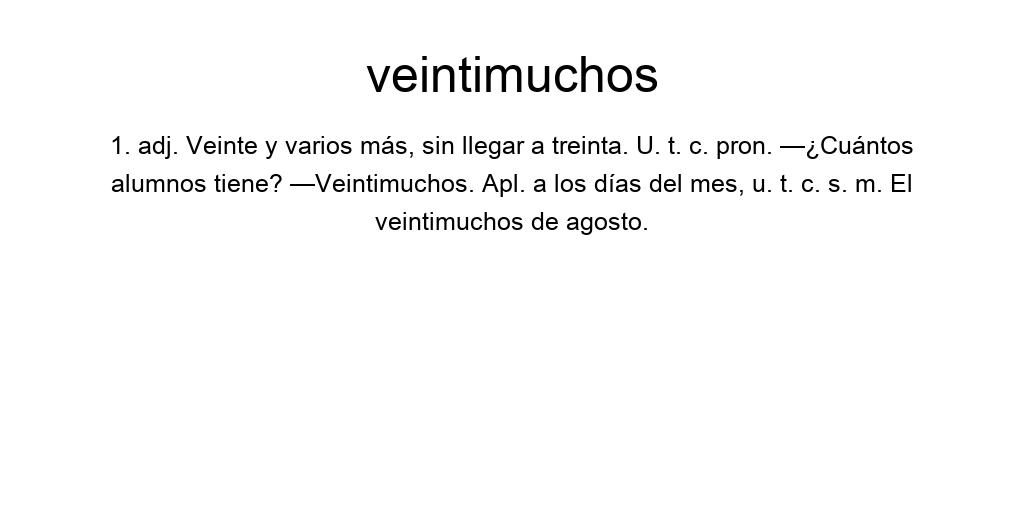 veintimuchos
1. adj. Veinte y varios más, sin llegar a treinta. U. t. c. pron. —¿Cuántos
alumnos tiene? —Veintimuchos. Apl. a los días del mes, u. t. c. s. m. El
veintimuchos de agosto.